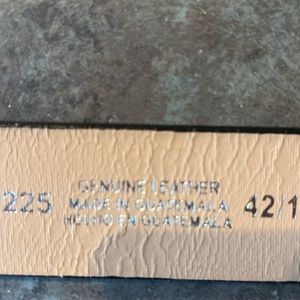 GENUINE LEATHER
225 MADE IN GUATEMALA 42/1
HECHO EN GUATEMALA